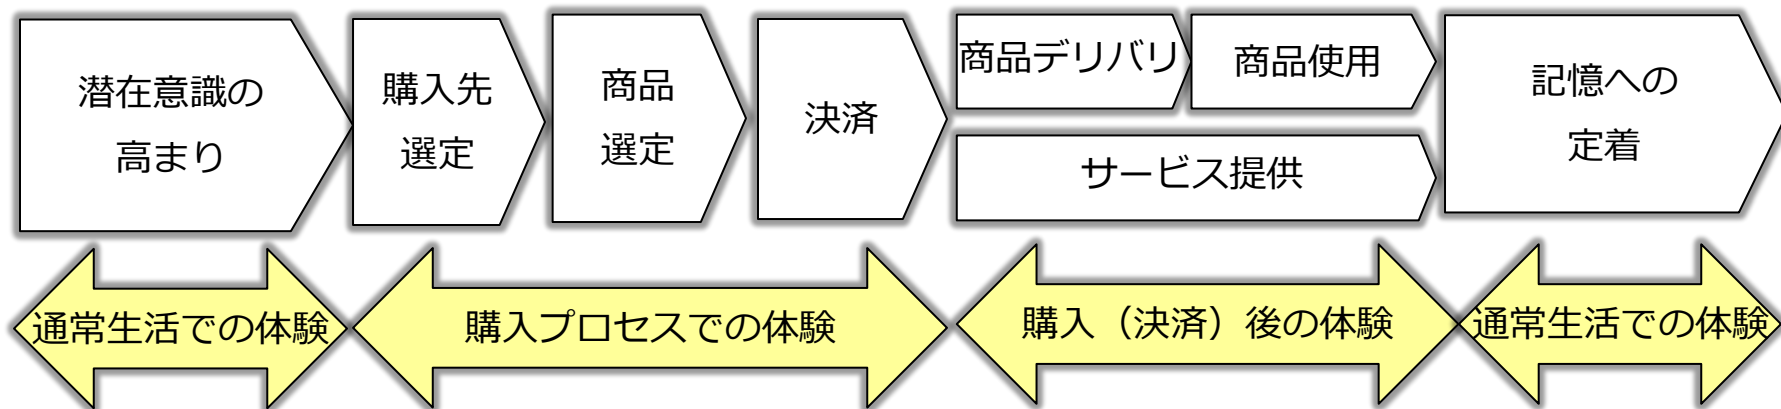 潜在意識の
高まり
購入先
選定
商品
選定
決済
商品デリバリ
商品使用
サービス提供
記憶への
定着
通常生活での体験
購入プロセスでの体験
購入（決済）後の体験
通常生活での体験